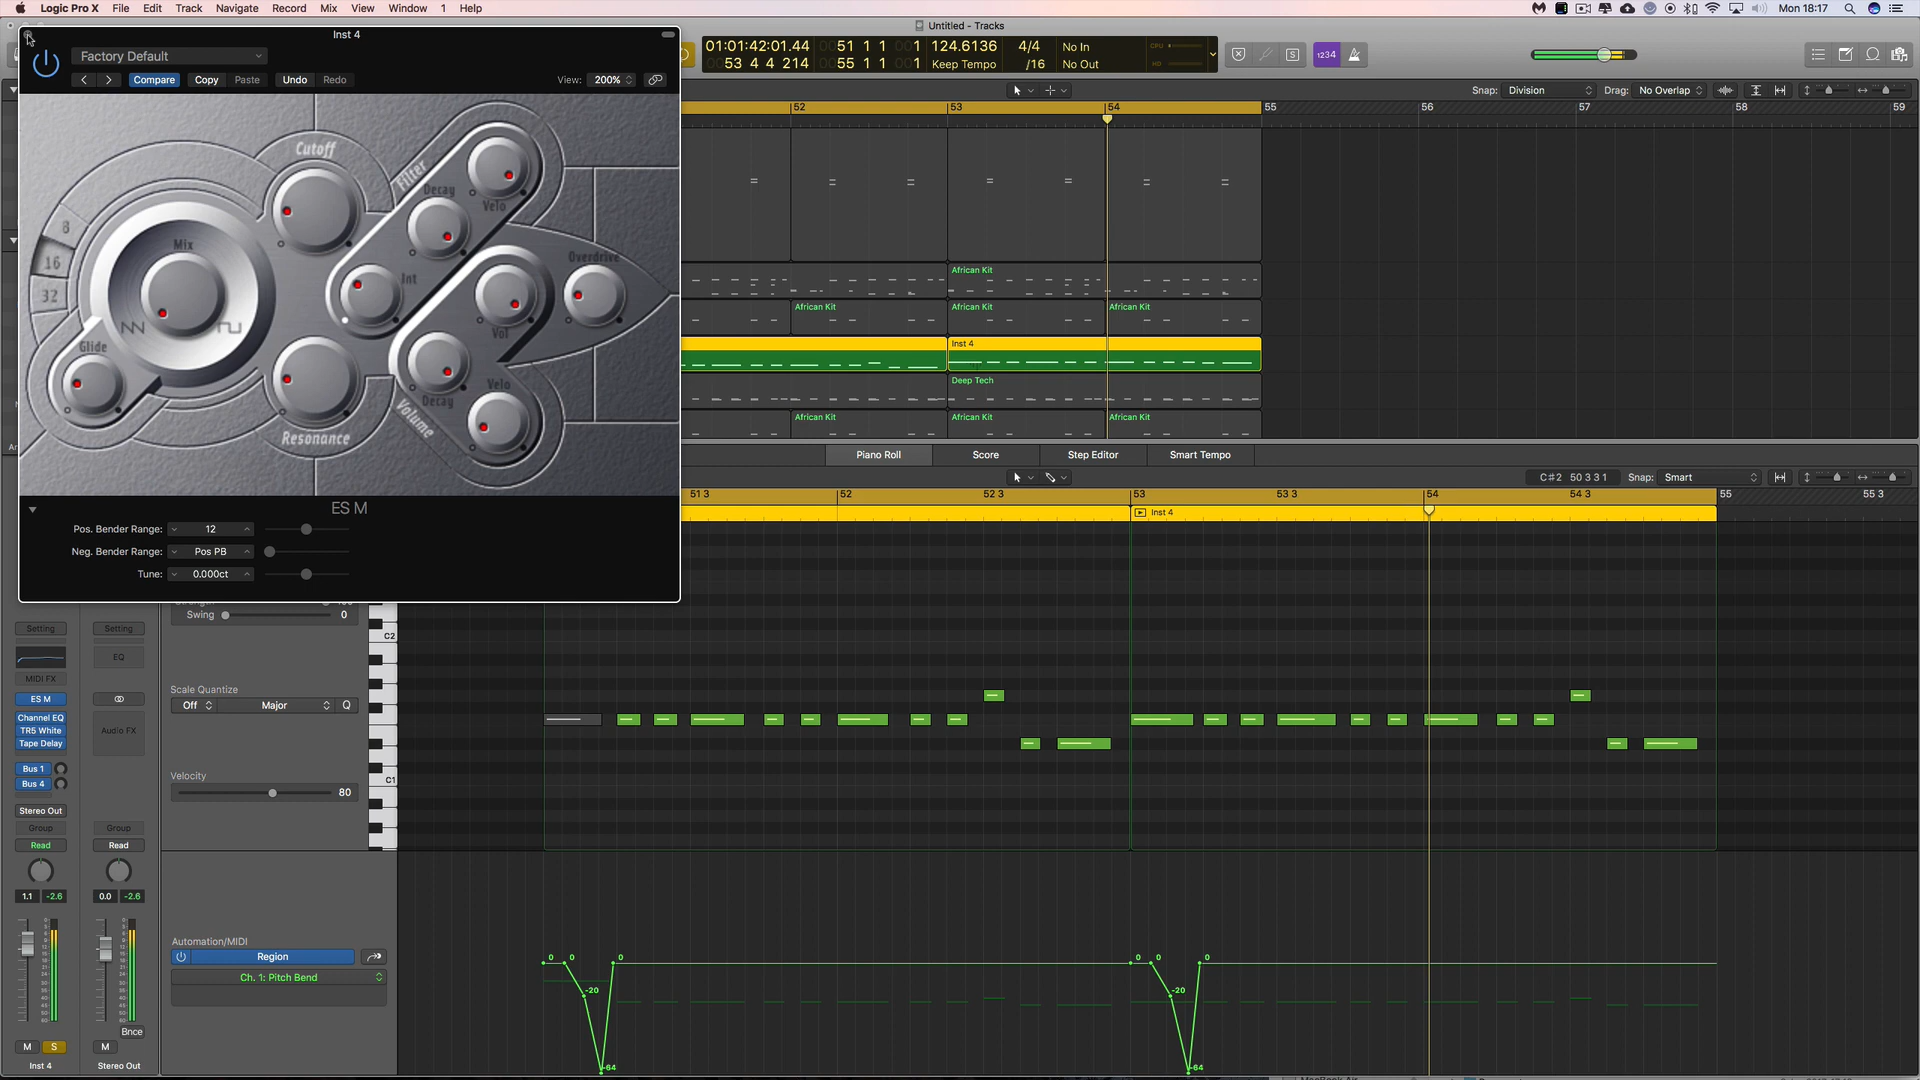 Logic Pro X File Edit Track Navigate Record Mix View Window 1 Help
Mon 18:17
Untitled - Tracks
Inst 4
Factory Default
Compare Copy Paste Undo Redo
View: 200%
01:01:42:01.44 0051 1 1 001 124.6136 4/4 No In CPU
53 4 4 214 0055 1 1 001 Keep Tempo /16 No Out HD
S
1234
Snap: Division Drag: No Overlap
52 53 54 55 56 57 58 59
Cutoff
Filter
Decay
Velo
8
16
32
Mix
Int
Overdrive
Vol
Glide
Resonance
Decay
Velo
Volume
African Kit
African Kit African Kit African Kit
Inst 4
Deep Tech
African Kit African Kit African Kit
Piano Roll Score Step Editor Smart Tempo
C#2 50 3 3 1 Snap: Smart
51 3 52 52 3 53 53 3 54 54 3 55 55 3
Inst 4
ES M
Pos. Bender Range: 12
Neg. Bender Range: Pos PB
Tune: 0.000ct
Swing 0
C2
Setting Setting
EQ
MIDI FX
ES M
Channel EQ
TR5 White Audio FX
Tape Delay
Bus 1
Bus 4
Stereo Out
Group Group
Read Read
1.1 -2.6 0.0 -2.6
Bnce
M S M
Inst 4 Stereo Out
Scale Quantize
Off Major Q
Velocity
80
C1
Automation/MIDI
Region
Ch. 1: Pitch Bend
0 0 0 0 0 0
-20 -20
-64 -64